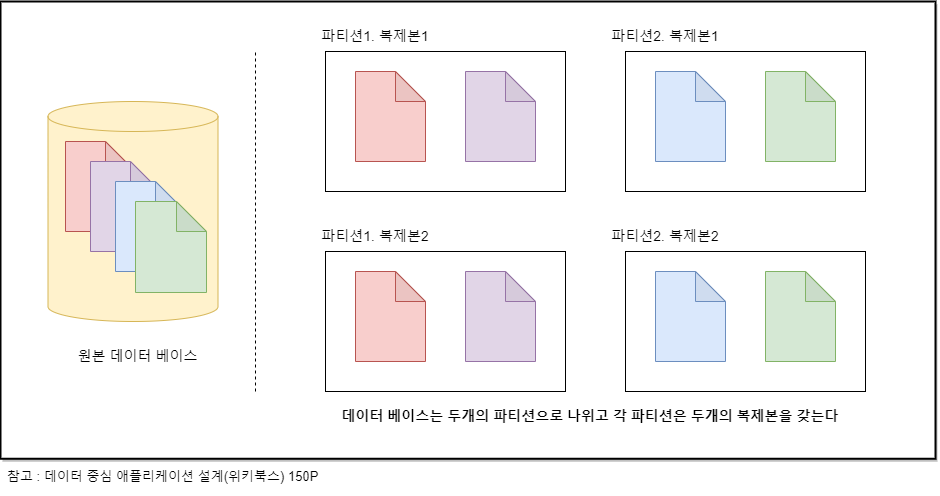 파티션1. 복제본1
파티션2. 복제본1
파티션1. 복제본2
파티션2. 복제본2
원본 데이터 베이스
데이터 베이스는 두개의 파티션으로 나위고 각 파티션은 두개의 복제본을 갖는다
참고 : 데이터 중심 애플리케이션 설계(위키북스) 150P